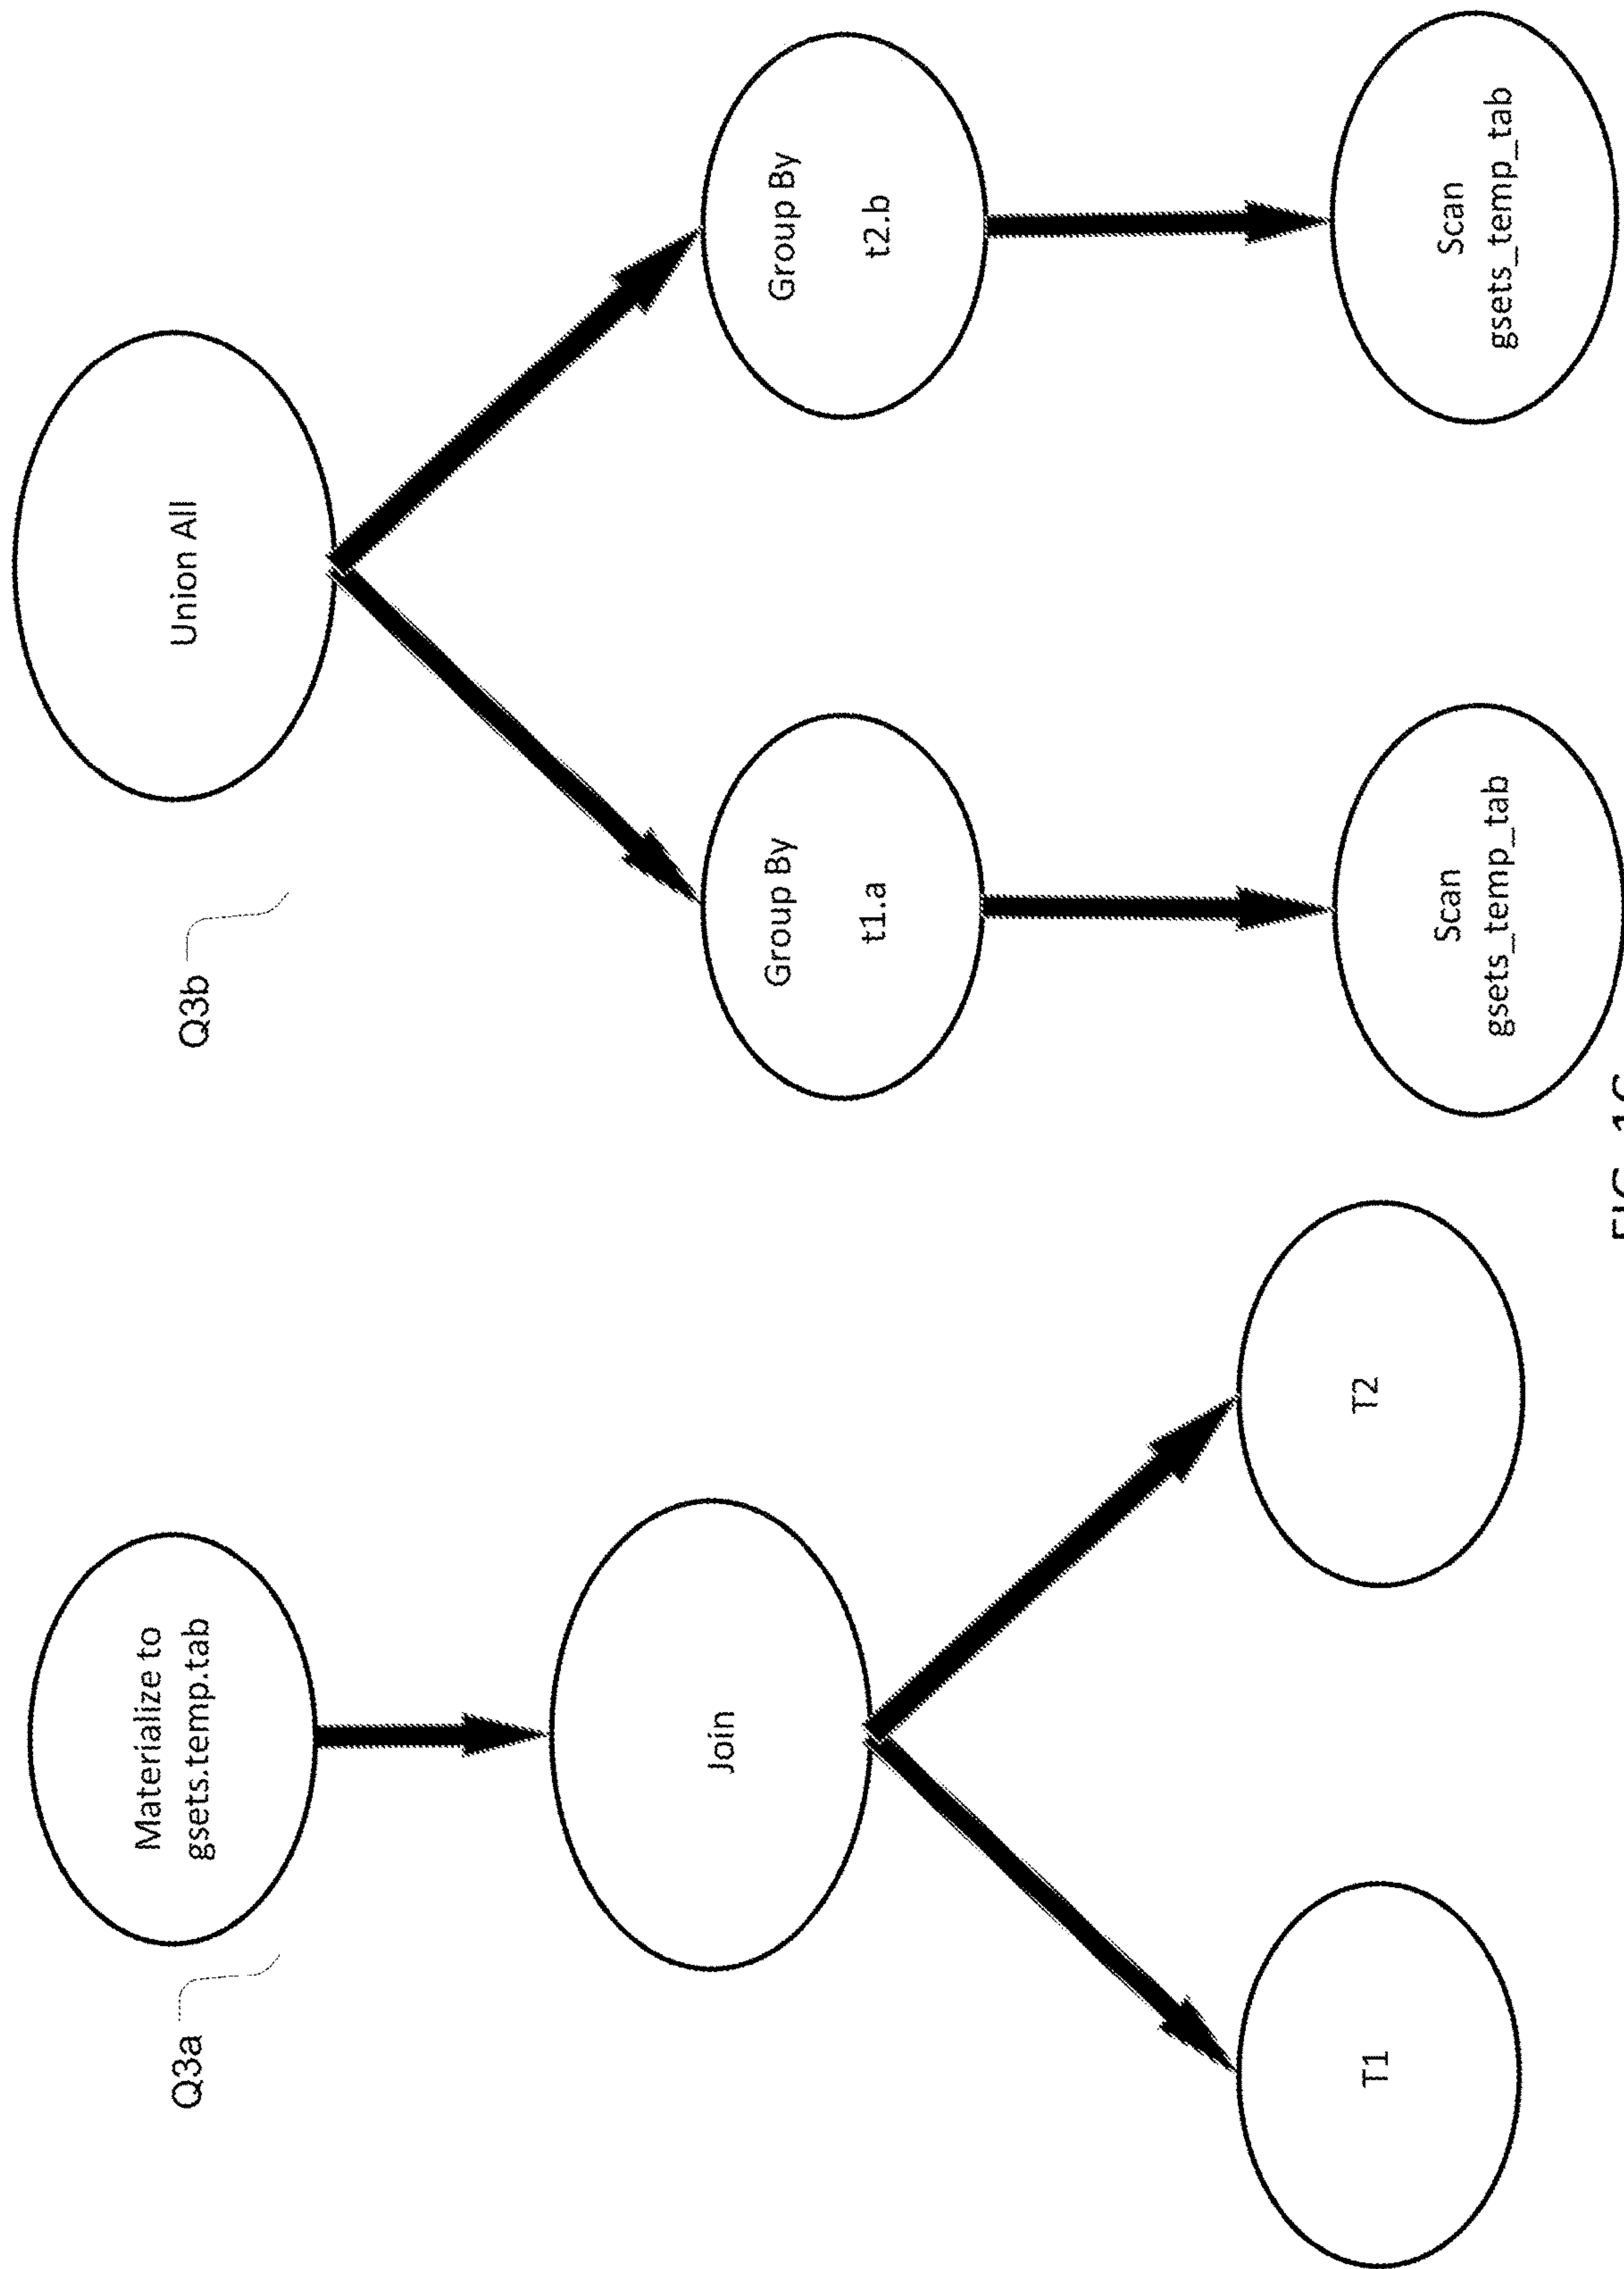 Q3a
Materialize to
gsets.temp.tab
Join
T1
T2
Q3b
Union All
Group By
t1.a
Group By
t2.b
Scan
gsets_temp_tab
Scan
gsets_temp_tab